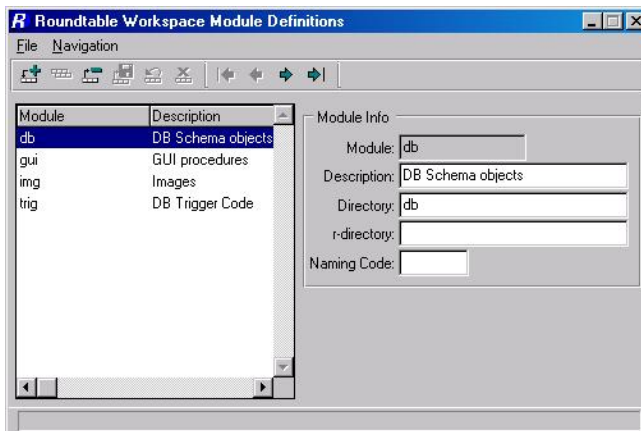 R Roundtable Workspace Module Definitions
File Navigation
Module Description
db DB Schema objects
gui GUI procedures
img Images
trig DB Trigger Code
Module Info
Module: db
Description: DB Schema objects
Directory: db
r-directory:
Naming Code: